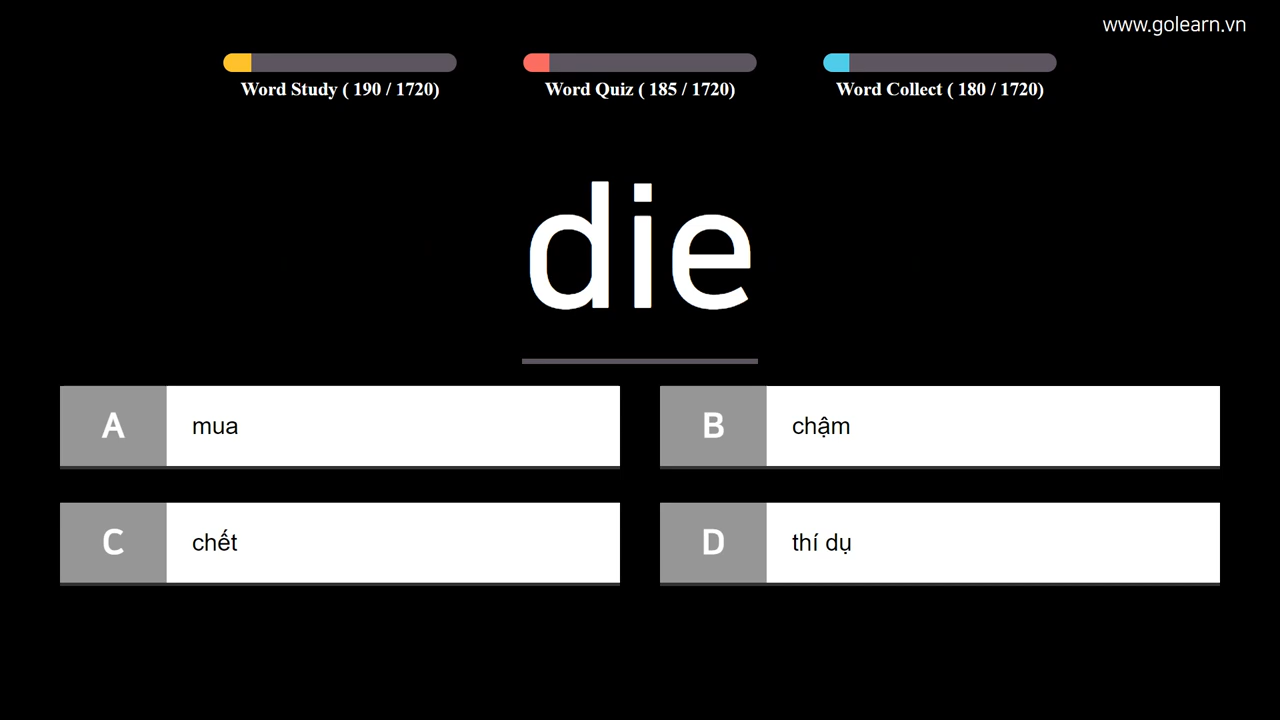 www.golearn.vn
Word Study ( 190 / 1720)
Word Quiz ( 185 / 1720)
Word Collect ( 180 / 1720)
die
A mua
B chậm
C chết
D thí dụ